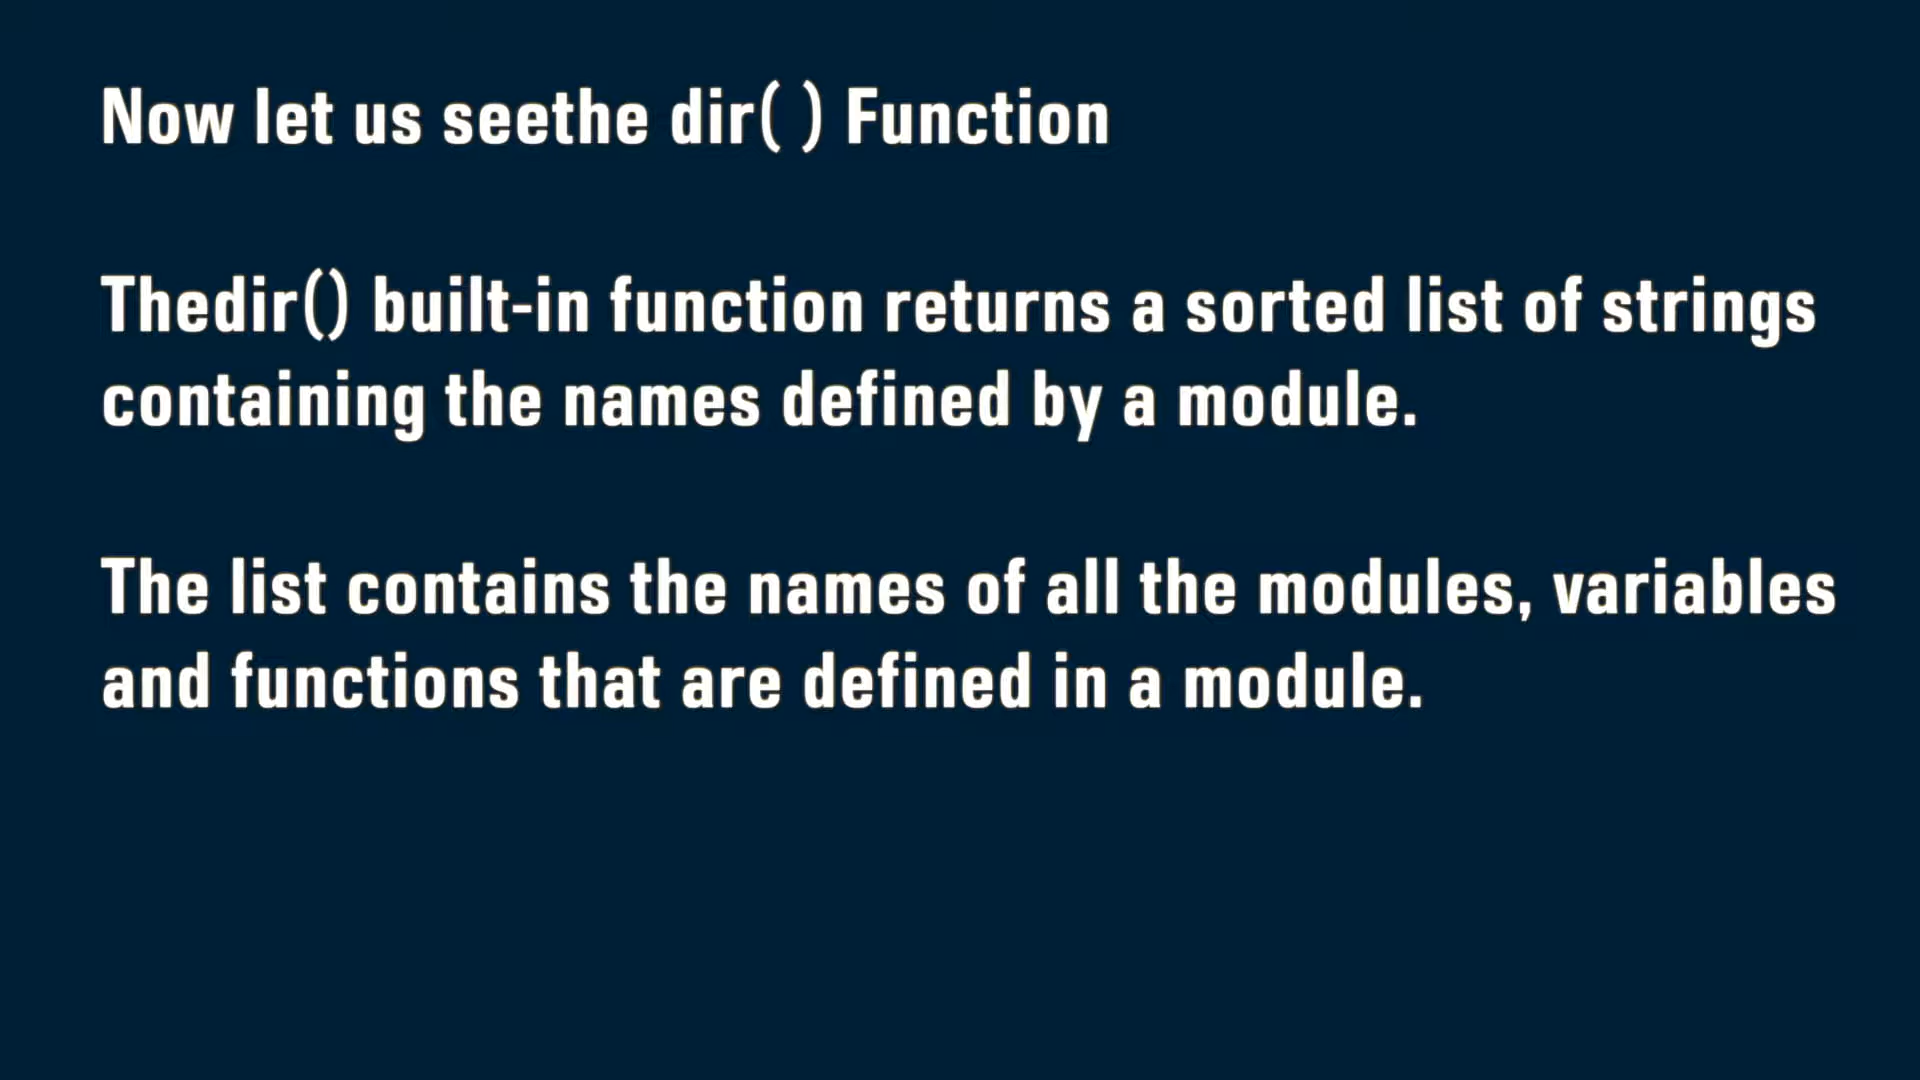 Now let us seethe dir( ) Function
Thedir() built-in function returns a sorted list of strings
containing the names defined by a module.
The list contains the names of all the modules, variables
and functions that are defined in a module.